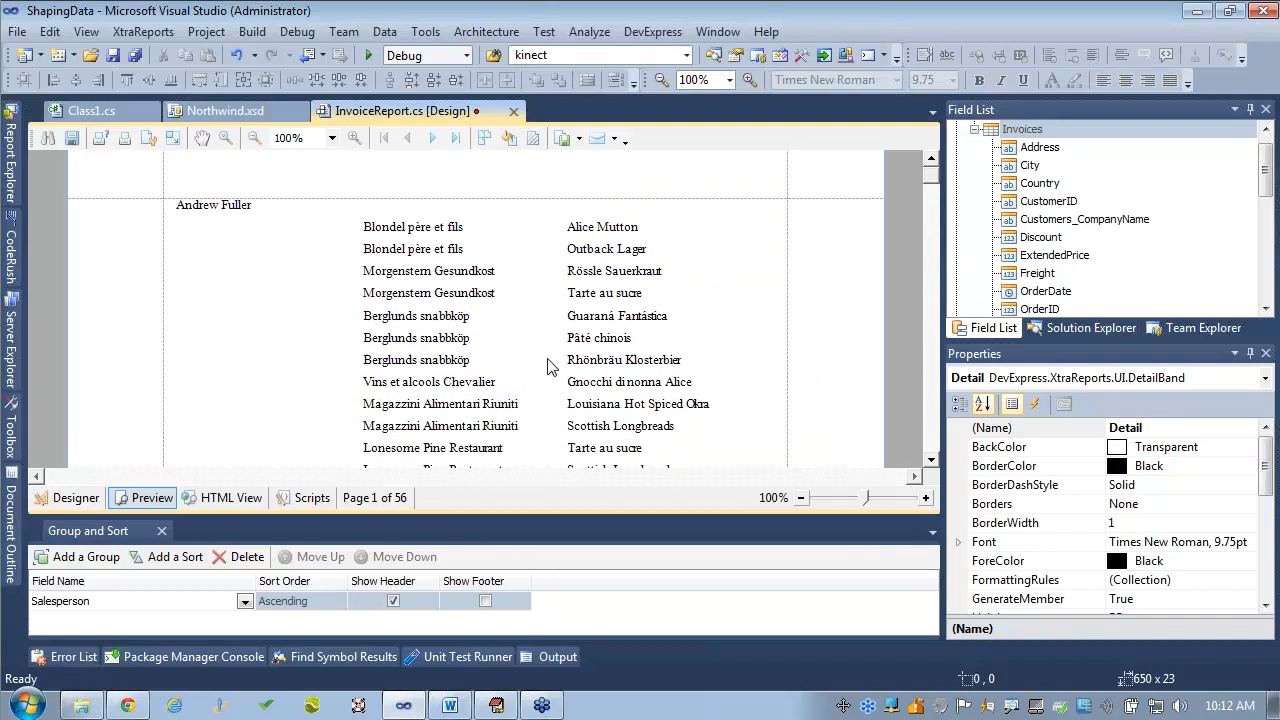 ShapingData - Microsoft Visual Studio (Administrator)
File Edit View XtraReports Project Build Debug Team Data Tools Architecture Test Analyze DevExpress Window Help
Debug kinect
100% Times New Roman 9.75 B I U
Class1.cs Northwind.xsd InvoiceReport.cs [Design]
100%
Andrew Fuller
Blondel père et fils Alice Mutton
Blondel père et fils Outback Lager
Morgenstern Gesundkost Rössle Sauerkraut
Morgenstern Gesundkost Tarte au sucre
Berglunds snabbköp Guaraná Fantástica
Berglunds snabbköp Pâté chinois
Berglunds snabbköp Rhönbräu Klosterbier
Vins et alcools Chevalier Gnocchi di nonna Alice
Magazzini Alimentari Riuniti Louisiana Hot Spiced Okra
Magazzini Alimentari Riuniti Scottish Longbreads
Lonesome Pine Restaurant Tarte au sucre
Designer Preview HTML View Scripts Page 1 of 56 100%
Group and Sort
Add a Group Add a Sort Delete Move Up Move Down
Field Name Sort Order Show Header Show Footer
Salesperson Ascending
Error List Package Manager Console Find Symbol Results Unit Test Runner Output
Ready 0 , 0 650 x 23
Report Explorer
CodeRush
Server Explorer
Toolbox
Document Outline
Field List
Invoices
Address
City
Country
CustomerID
Customers_CompanyName
Discount
ExtendedPrice
Freight
OrderDate
OrderID
Field List Solution Explorer Team Explorer
Properties
Detail DevExpress.XtraReports.UI.DetailBand
(Name) Detail
BackColor Transparent
BorderColor Black
BorderDashStyle Solid
Borders None
BorderWidth 1
Font Times New Roman, 9.75pt
ForeColor Black
FormattingRules (Collection)
GenerateMember True
(Name)
10:12 AM